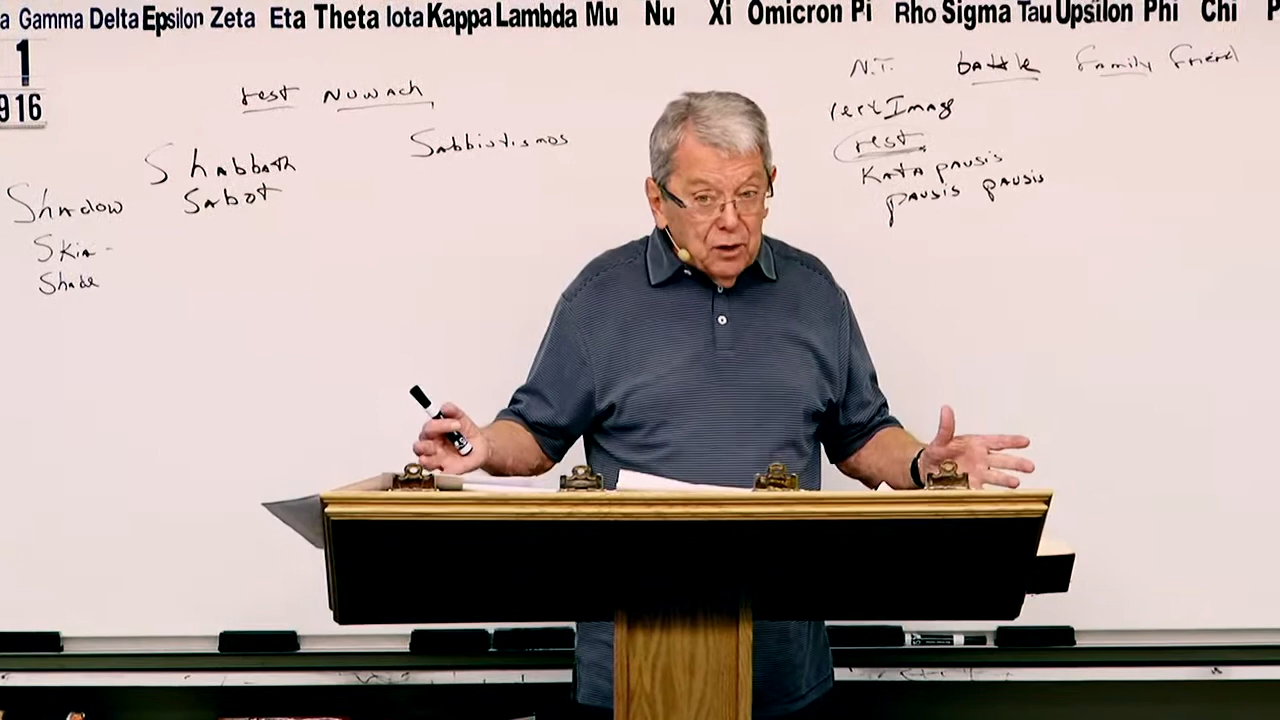 a Gamma Delta Epsilon Zeta Eta Theta Iota Kappa Lambda Mu Nu Xi Omicron Pi Rho Sigma Tau Upsilon Phi Chi P
1
916
rest Nuwach
Shabbath
Sabbistismos
Sabot
Shadow
Skia -
Shade
N.T. battle Family Friend
rest
Kata pausis
pausis pausis